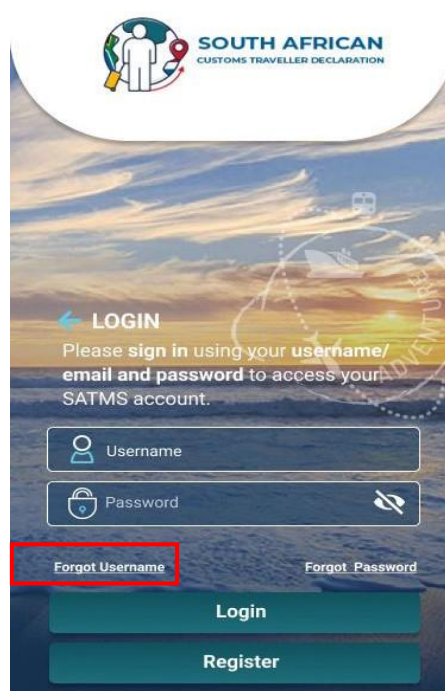 SOUTH AFRICAN
CUSTOMS TRAVELLER DECLARATION
ADVENTURE
LOGIN
Please sign in using your username/
email and password to access your
SATMS account.
Username
Password
Forgot Username
Forgot Password
Login
Register